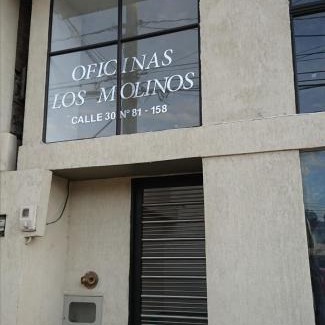 OFICINAS
LOS MOLINOS
CALLE 30 Nº 81 - 158